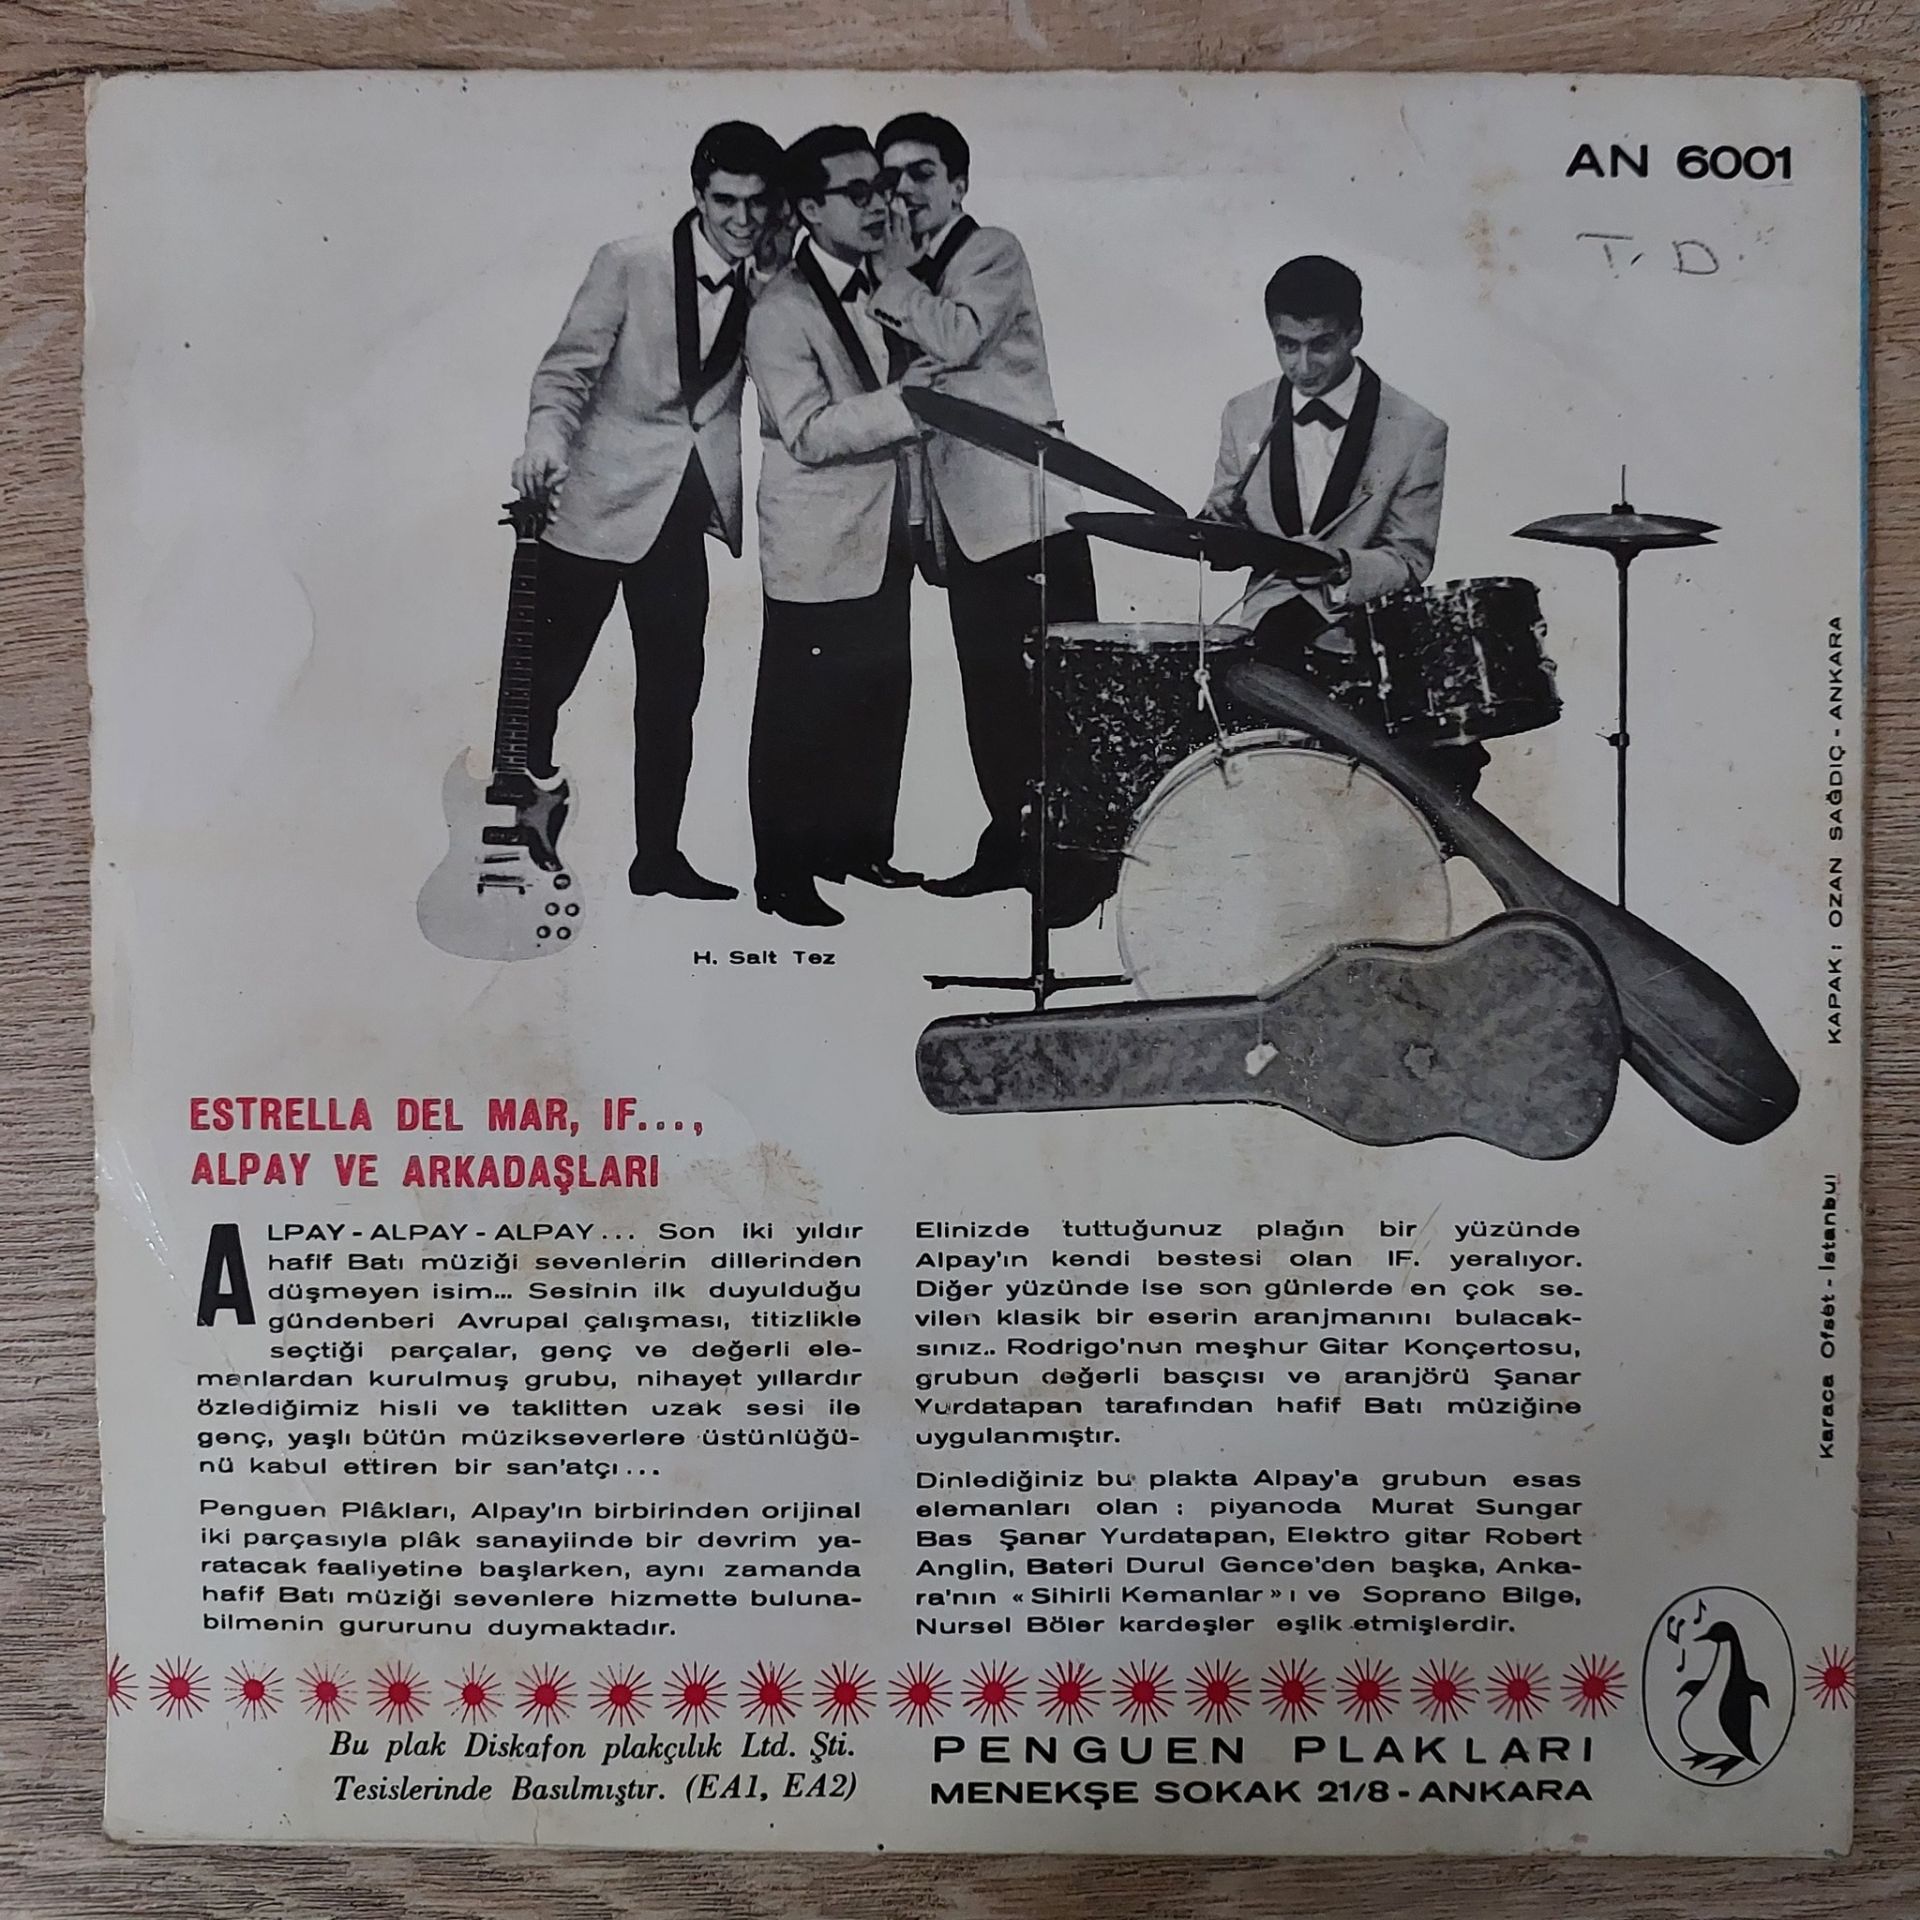 AN 6001
T. D.
H. Sait Tez
KAPAK : OZAN SAĞDIÇ - ANKARA
Karaca Ofset - İstanbul
ESTRELLA DEL MAR, IF...,
ALPAY VE ARKADAŞLARI
ALPAY - ALPAY - ALPAY... Son iki yıldır
hafif Batı müziği sevenlerin dillerinden
düşmeyen isim... Sesinin ilk duyulduğu
gündenberi Avrupaî çalışması, titizlikle
seçtiği parçalar, genç ve değerli ele-
manlardan kurulmuş grubu, nihayet yıllardır
özlediğimiz hisli ve taklitten uzak sesi ile
genç, yaşlı bütün müzikseverlere üstünlüğü-
nü kabul ettiren bir san'atçı...
Penguen Plâkları, Alpay'ın birbirinden orijinal
iki parçasıyla plâk sanayiinde bir devrim ya-
ratacak faaliyetine başlarken, aynı zamanda
hafif Batı müziği sevenlere hizmette buluna-
bilmenin gururunu duymaktadır.
Elinizde tuttuğunuz plağın bir yüzünde
Alpay'ın kendi bestesi olan IF. yeralıyor.
Diğer yüzünde ise son günlerde en çok se-
vilen klasik bir eserin aranjmanını bulacak-
sınız.. Rodrigo'nun meşhur Gitar Konçertosu,
grubun değerli basçısı ve aranjörü Şanar
Yurdatapan tarafından hafif Batı müziğine
uygulanmıştır.
Dinlediğiniz bu plakta Alpay'a grubun esas
elemanları olan : piyanoda Murat Sungar
Bas Şanar Yurdatapan, Elektro gitar Robert
Anglin, Bateri Durul Gence'den başka, Anka-
ra'nın « Sihirli Kemanlar » ı ve Soprano Bilge,
Nursel Böler kardeşler eşlik etmişlerdir.
Bu plak Diskafon plakçılık Ltd. Şti.
Tesislerinde Basılmıştır. (EA1, EA2)
PENGUEN PLAKLARI
MENEKŞE SOKAK 21/8 - ANKARA